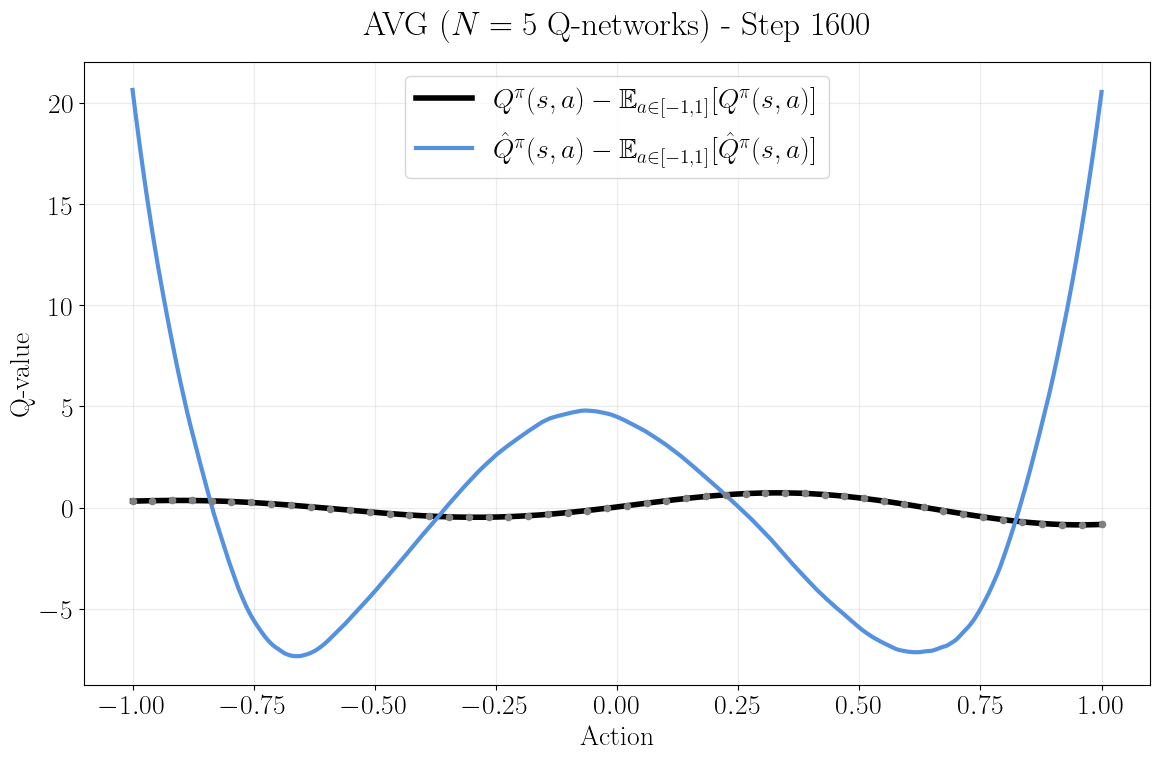 AVG (N = 5 Q-networks) - Step 1600
Q^π(s, a) − 𝔼_{a∈[−1,1]}[Q^π(s, a)]
Q̂^π(s, a) − 𝔼_{a∈[−1,1]}[Q̂^π(s, a)]
20
15
10
5
0
−5
Q-value
−1.00 −0.75 −0.50 −0.25 0.00 0.25 0.50 0.75 1.00
Action